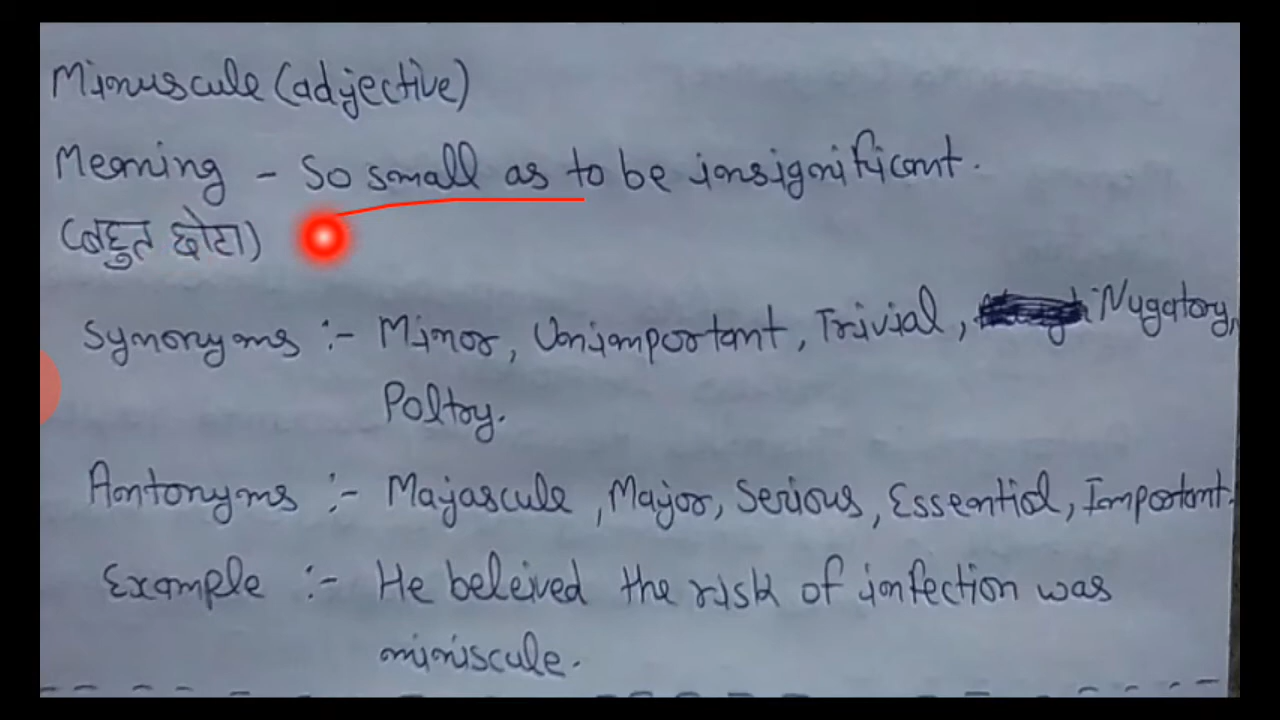 Minuscule (adjective)
Meaning - So small as to be insignificant.
(बहुत छोटा)
Synonyms :- Minor, Unimportant, Trivial, Nugatory,
Paltry.
Antonyms :- Majascule, Major, Serious, Essential, Important.
Example :- He beleived the risk of infection was
miniscule.